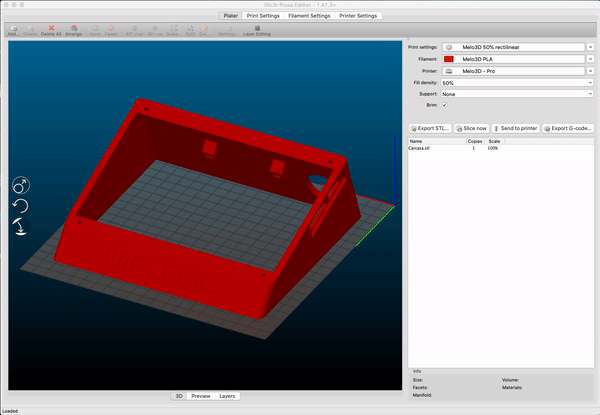 Slic3r Prusa Edition - 1.41.2+
Plater Print Settings Filament Settings Printer Settings
Add... Delete Delete All Arrange More Fewer 45° ccw 45° cw Scale... Split Cut... Settings... Layer Editing
Print settings: Melo3D 50% rectilinear
Filament: Melo3D PLA
Printer: Melo3D - Pro
Fill density: 50%
Support: None
Brim:
Export STL... Slice now Send to printer Export G-code...
Name Copies Scale
Carcasa.stl 1 100%
Info
Size: Volume:
Facets: Materials:
Manifold:
3D Preview Layers
Loaded